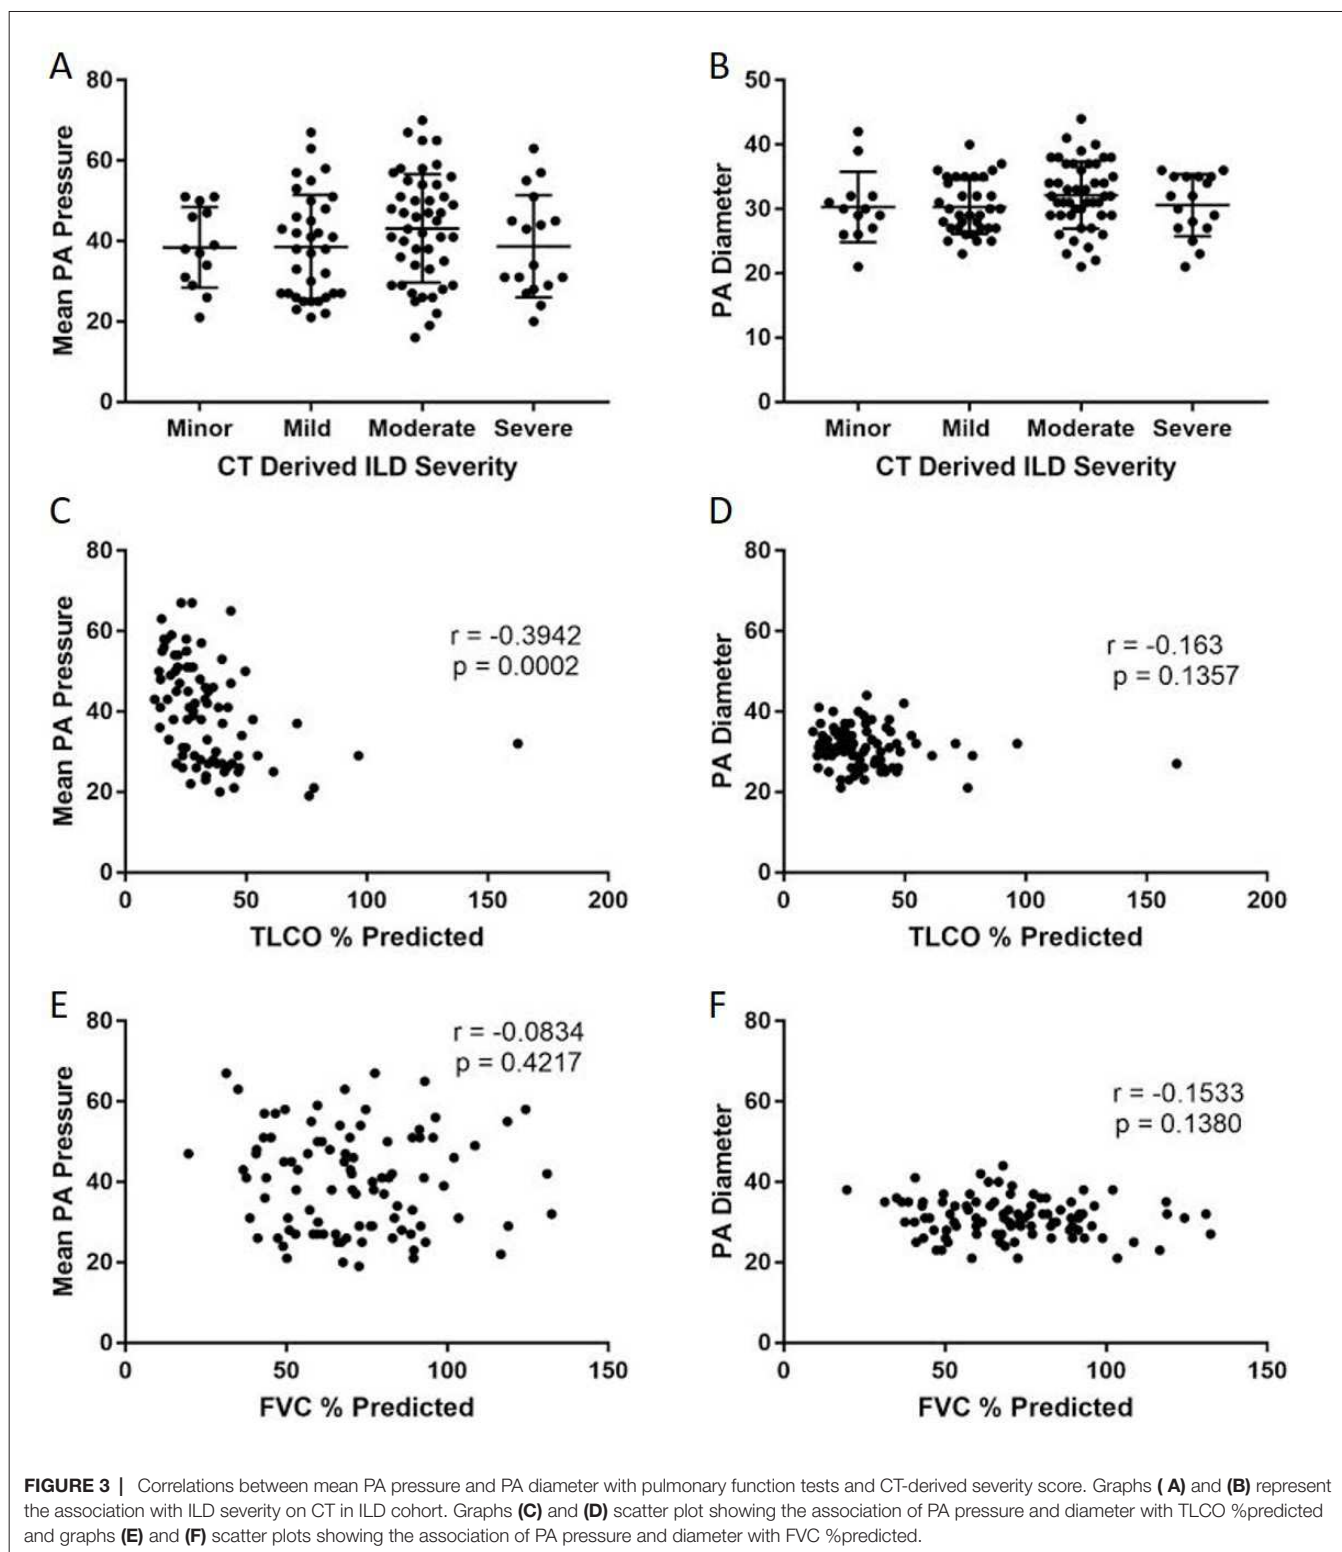 A
80
60
40
20
0
Mean PA Pressure
Minor Mild Moderate Severe
CT Derived ILD Severity
B
50
40
30
20
10
0
PA Diameter
Minor Mild Moderate Severe
CT Derived ILD Severity
C
80
60
40
20
0
Mean PA Pressure
r = -0.3942
p = 0.0002
0 50 100 150 200
TLCO % Predicted
D
80
60
40
20
0
PA Diameter
r = -0.163
p = 0.1357
0 50 100 150 200
TLCO % Predicted
E
80
60
40
20
0
Mean PA Pressure
r = -0.0834
p = 0.4217
0 50 100 150
FVC % Predicted
F
80
60
40
20
0
PA Diameter
r = -0.1533
p = 0.1380
0 50 100 150
FVC % Predicted
FIGURE 3 | Correlations between mean PA pressure and PA diameter with pulmonary function tests and CT-derived severity score. Graphs ( A) and (B) represent
the association with ILD severity on CT in ILD cohort. Graphs (C) and (D) scatter plot showing the association of PA pressure and diameter with TLCO %predicted
and graphs (E) and (F) scatter plots showing the association of PA pressure and diameter with FVC %predicted.